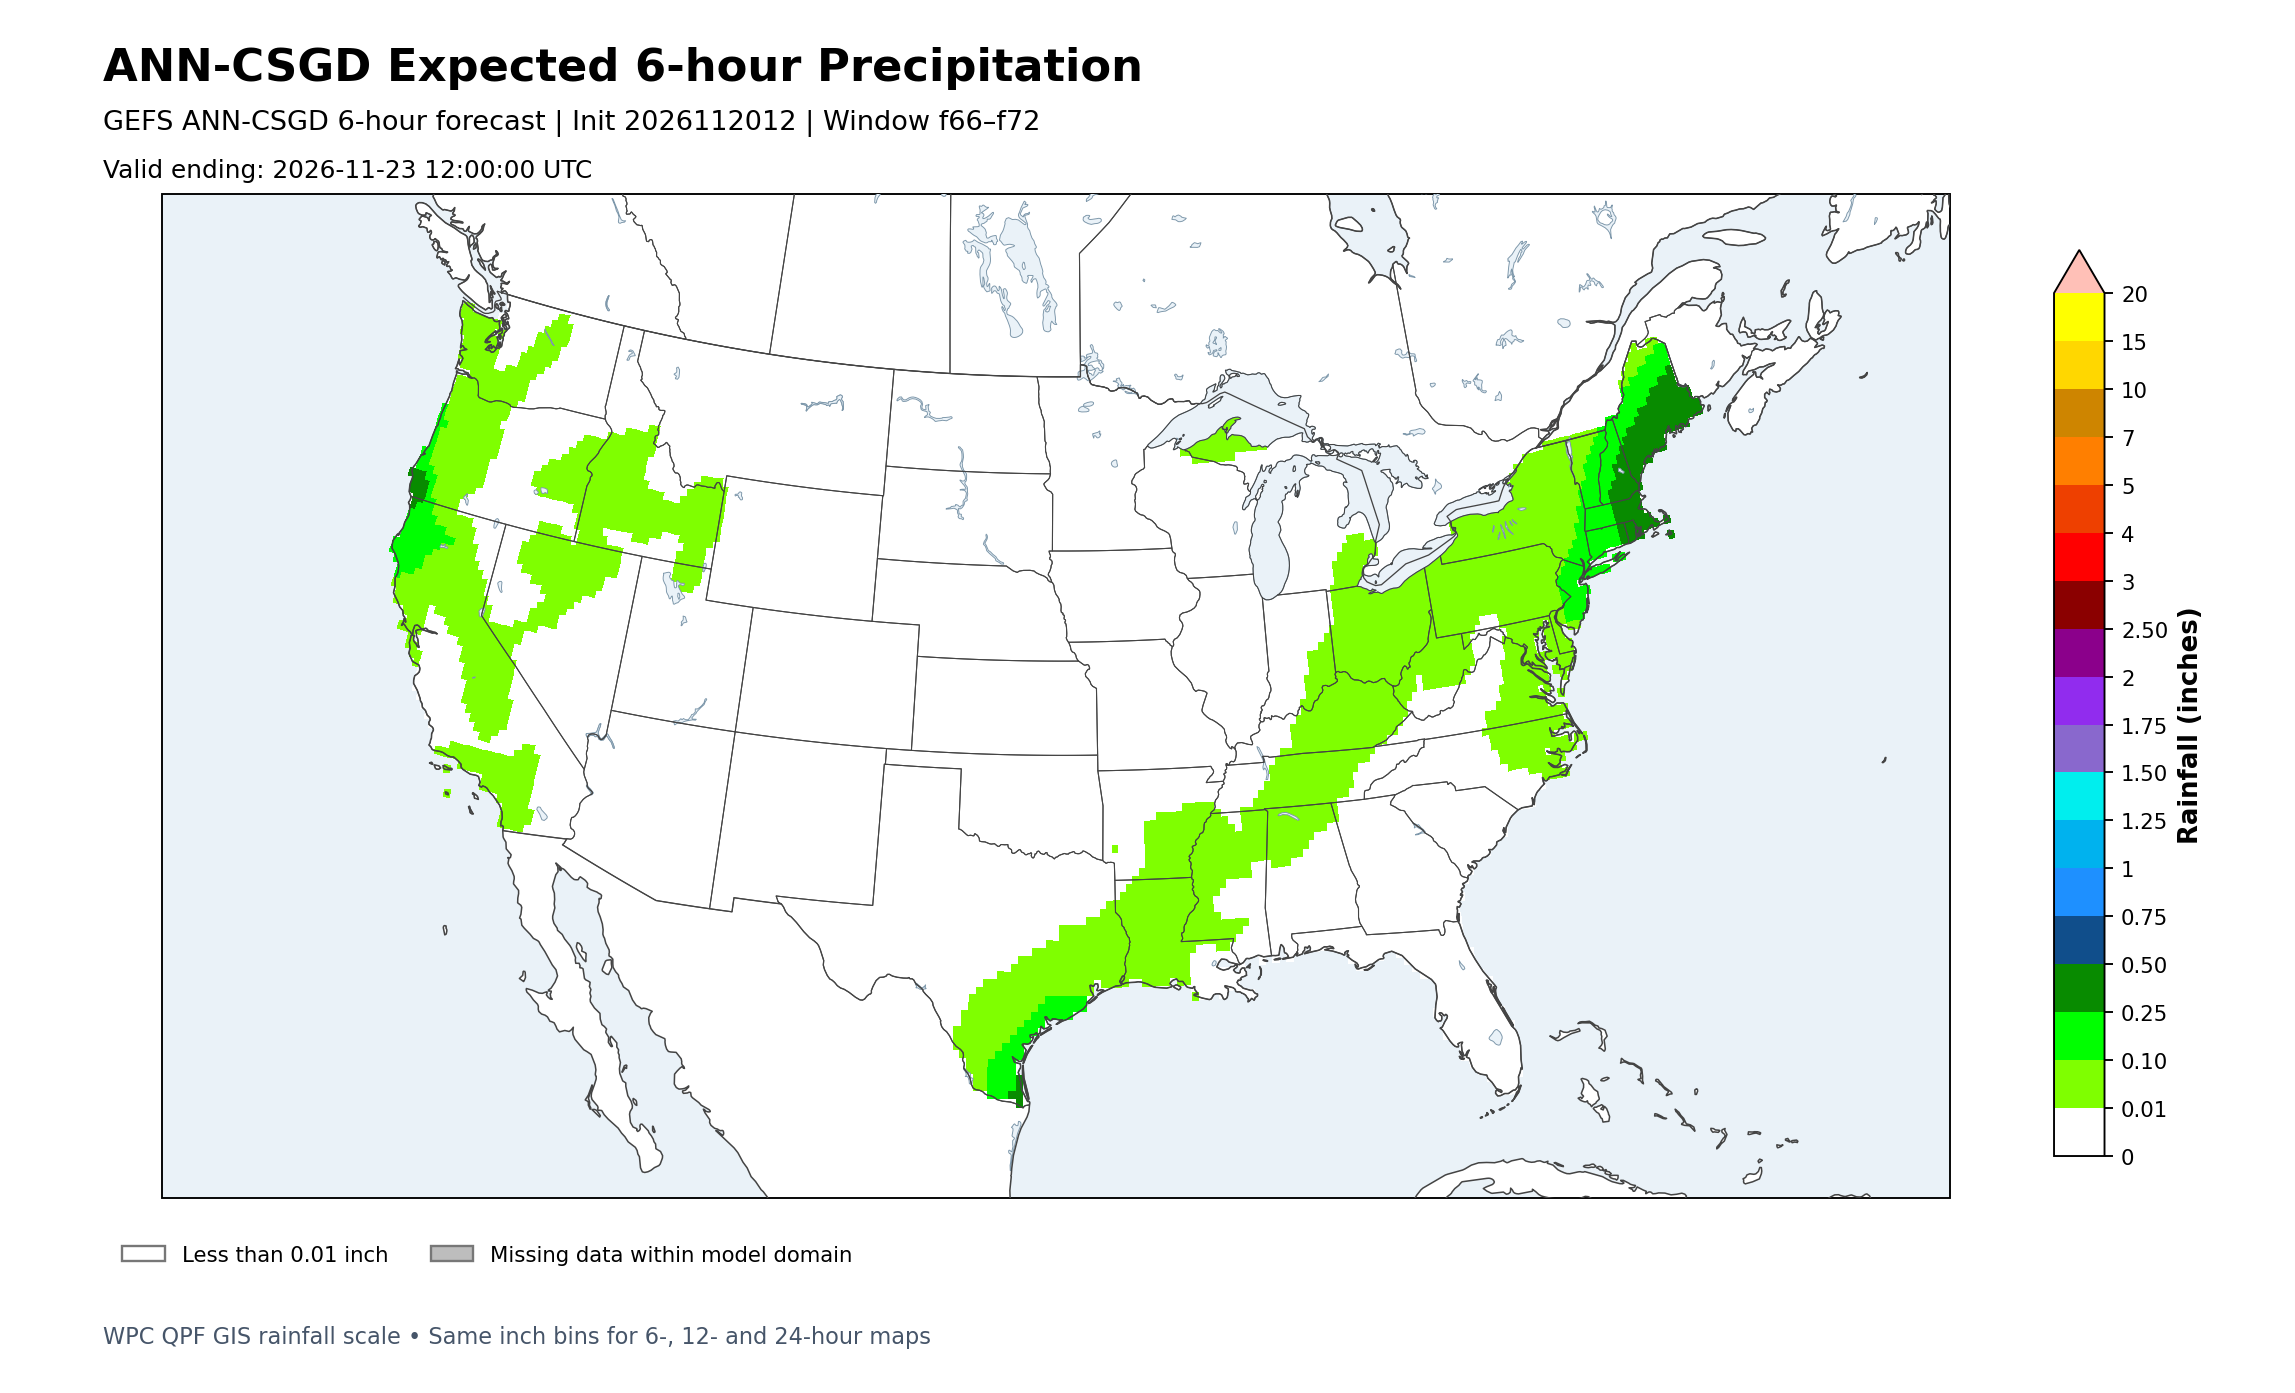 ANN-CSGD Expected 6-hour Precipitation
GEFS ANN-CSGD 6-hour forecast | Init 2026112012 | Window f66–f72
Valid ending: 2026-11-23 12:00:00 UTC
20
15
10
7
5
4
3
2.50
2
1.75
1.50
1.25
1
0.75
0.50
0.25
0.10
0.01
0
Rainfall (inches)
Less than 0.01 inch
Missing data within model domain
WPC QPF GIS rainfall scale • Same inch bins for 6-, 12- and 24-hour maps